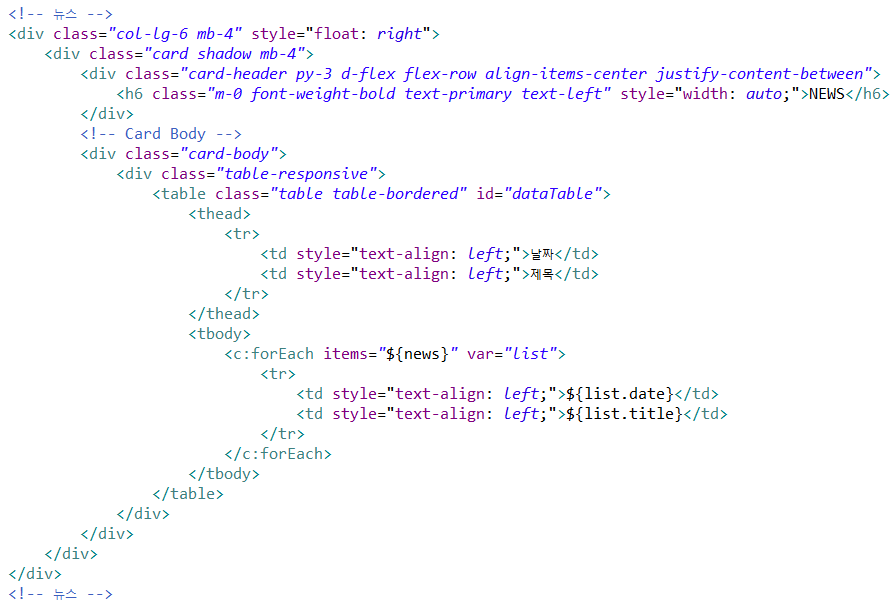 <!-- 뉴스 -->
<div class="col-lg-6 mb-4" style="float: right">
    <div class="card shadow mb-4">
        <div class="card-header py-3 d-flex flex-row align-items-center justify-content-between">
            <h6 class="m-0 font-weight-bold text-primary text-left" style="width: auto;">NEWS</h6>
        </div>
        <!-- Card Body -->
        <div class="card-body">
            <div class="table-responsive">
                <table class="table table-bordered" id="dataTable">
                    <thead>
                        <tr>
                            <td style="text-align: left;">날짜</td>
                            <td style="text-align: left;">제목</td>
                        </tr>
                    </thead>
                    <tbody>
                        <c:forEach items="${news}" var="list">
                            <tr>
                                <td style="text-align: left;">${list.date}</td>
                                <td style="text-align: left;">${list.title}</td>
                            </tr>
                        </c:forEach>
                    </tbody>
                </table>
            </div>
        </div>
    </div>
</div>
<!-- 뉴스 -->